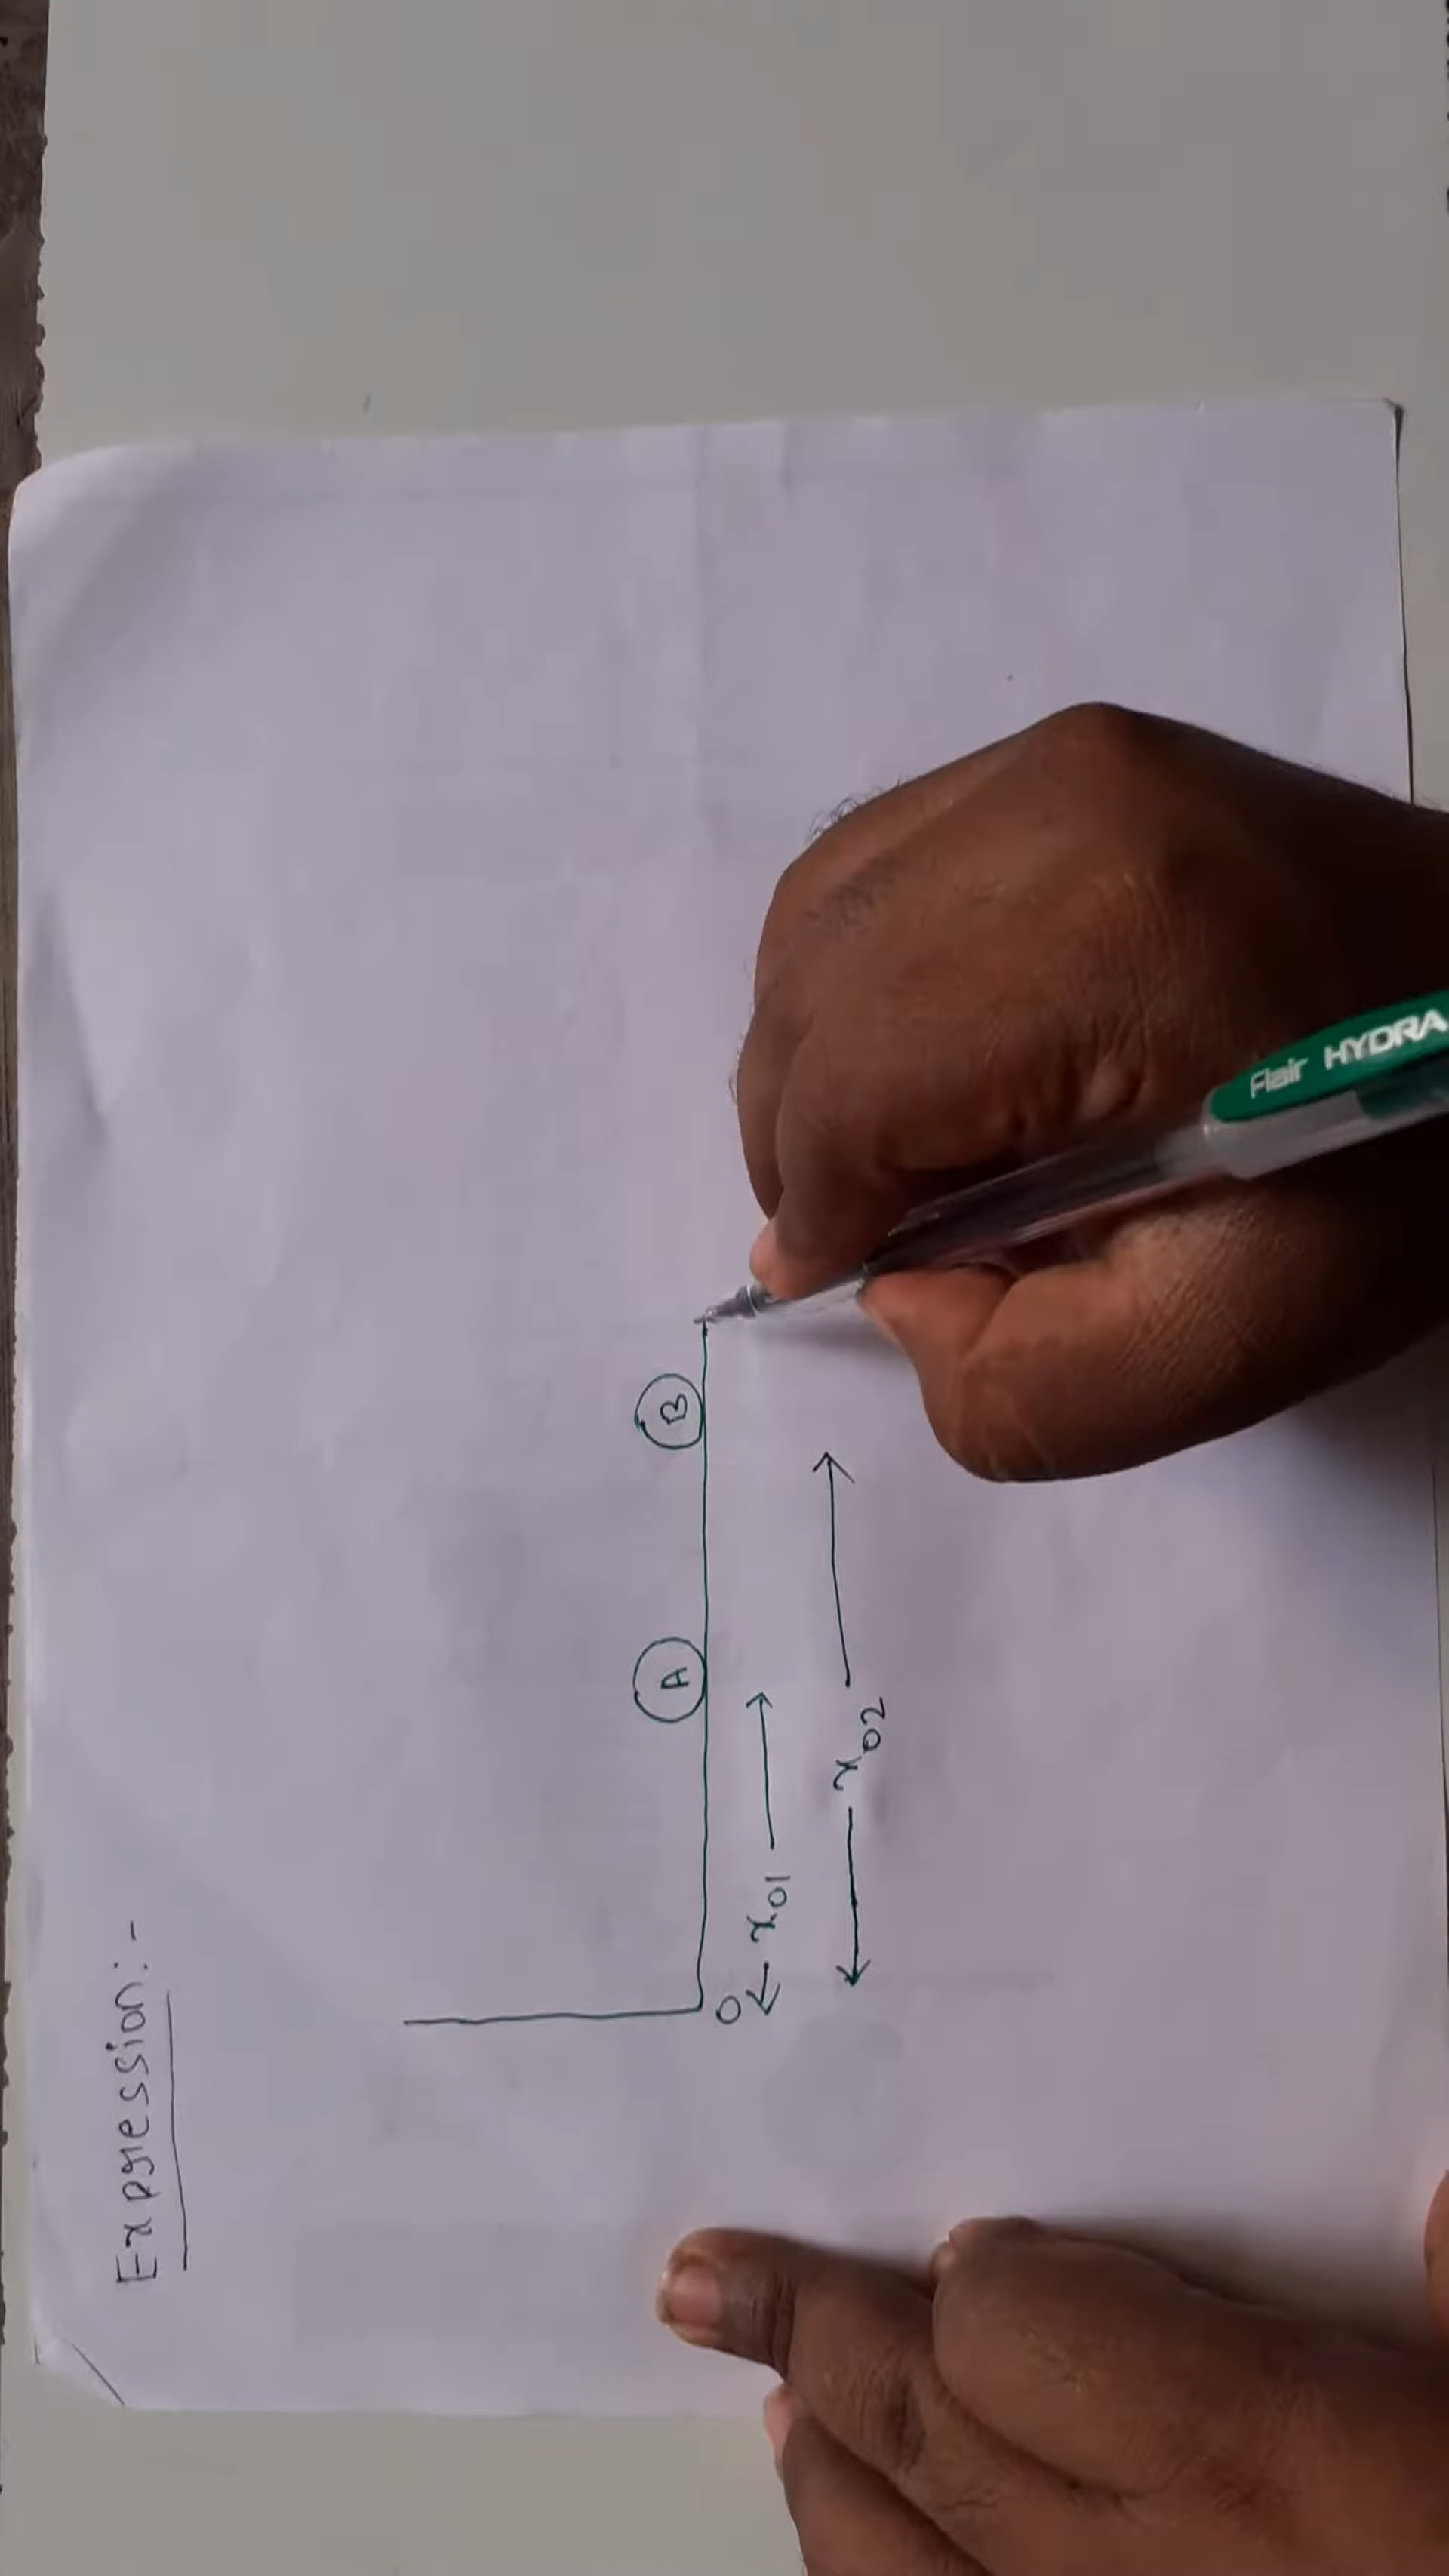 Expression:-
A B
O
x01
x02
Flair HYDRA